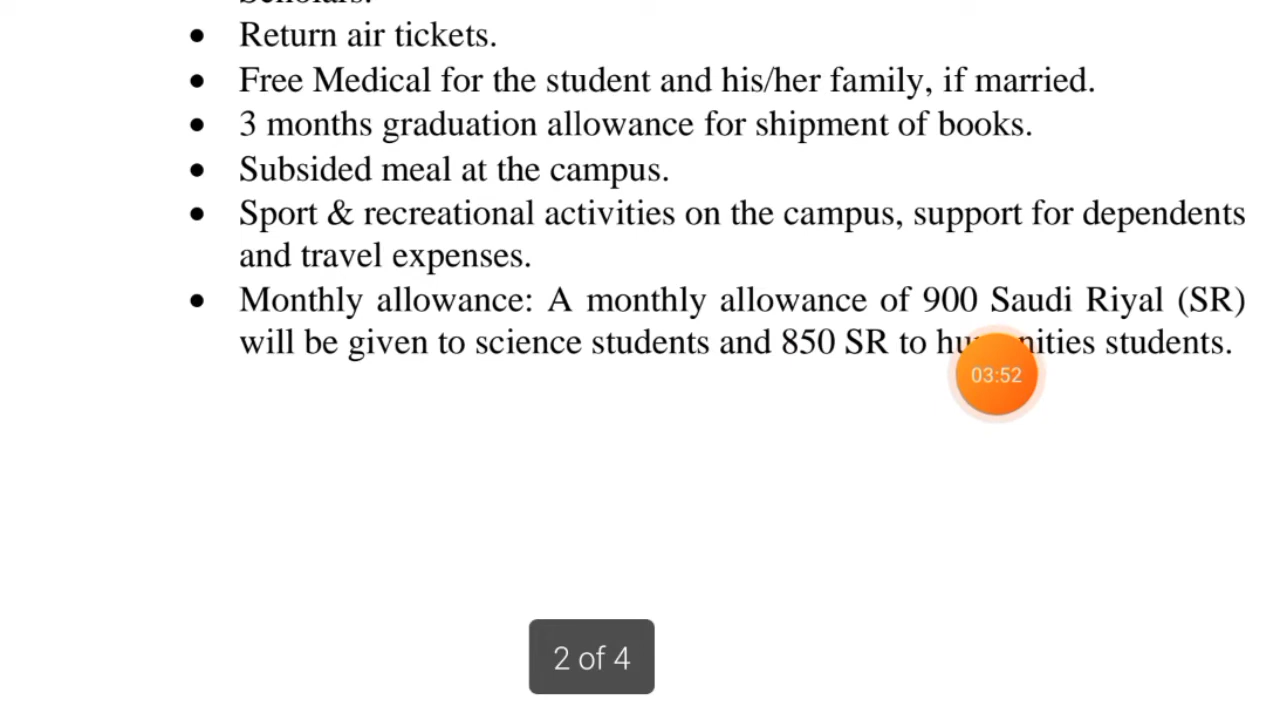 Scholars.
• Return air tickets.
• Free Medical for the student and his/her family, if married.
• 3 months graduation allowance for shipment of books.
• Subsided meal at the campus.
• Sport & recreational activities on the campus, support for dependents
and travel expenses.
• Monthly allowance: A monthly allowance of 900 Saudi Riyal (SR)
will be given to science students and 850 SR to students.
03:52
2 of 4